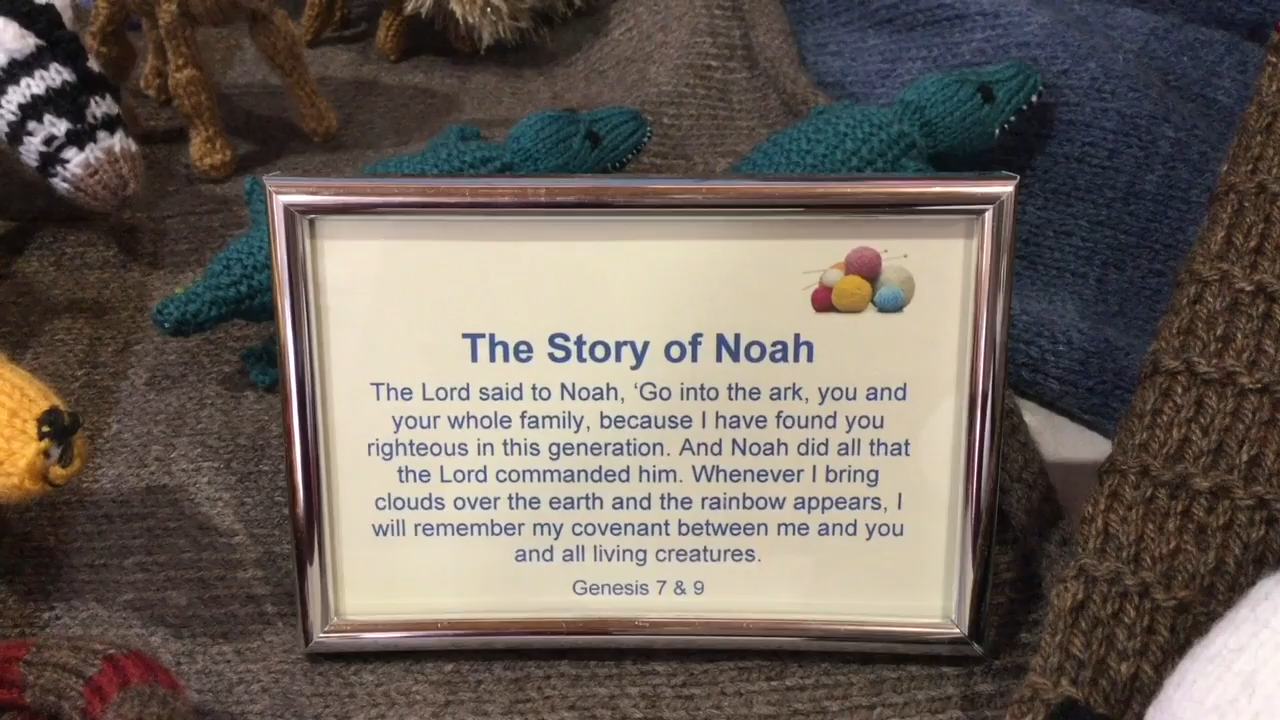 The Story of Noah
The Lord said to Noah, ‘Go into the ark, you and
your whole family, because I have found you
righteous in this generation. And Noah did all that
the Lord commanded him. Whenever I bring
clouds over the earth and the rainbow appears, I
will remember my covenant between me and you
and all living creatures.
Genesis 7 & 9